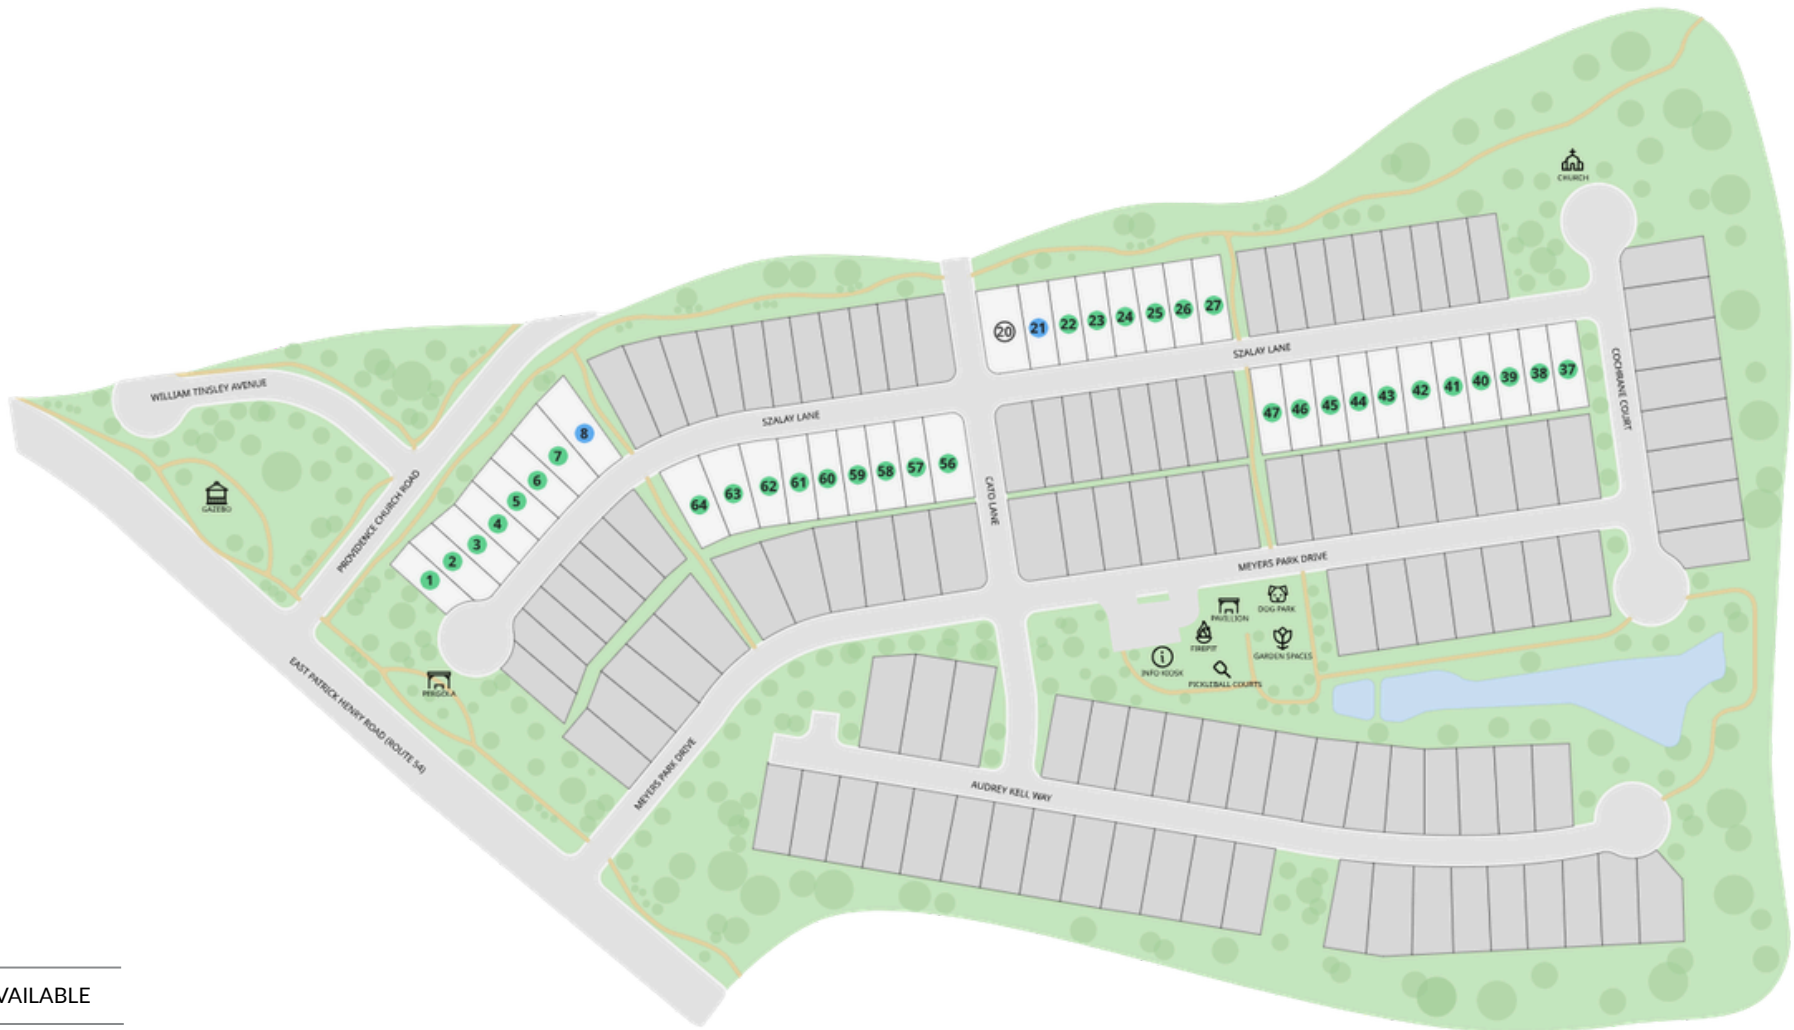 CHURCH
20 21 22 23 24 25 26 27
SZALAY LANE
47 46 45 44 43 42 41 40 39 38 37
COCHRANE COURT
WILLIAM TINSLEY AVENUE
8
7
6
5
4
3
2
1
SZALAY LANE
64 63 62 61 60 59 58 57 56
CATO LANE
GAZEBO
PROVIDENCE CHURCH ROAD
MEYERS PARK DRIVE
DOG PARK
PAVILLION
FIREPIT
GARDEN SPACES
INFO KIOSK
PICKLEBALL COURTS
PERGOLA
EAST PATRICK HENRY ROAD (ROUTE 54)
MEYERS PARK DRIVE
AUDREY KELL WAY
VAILABLE